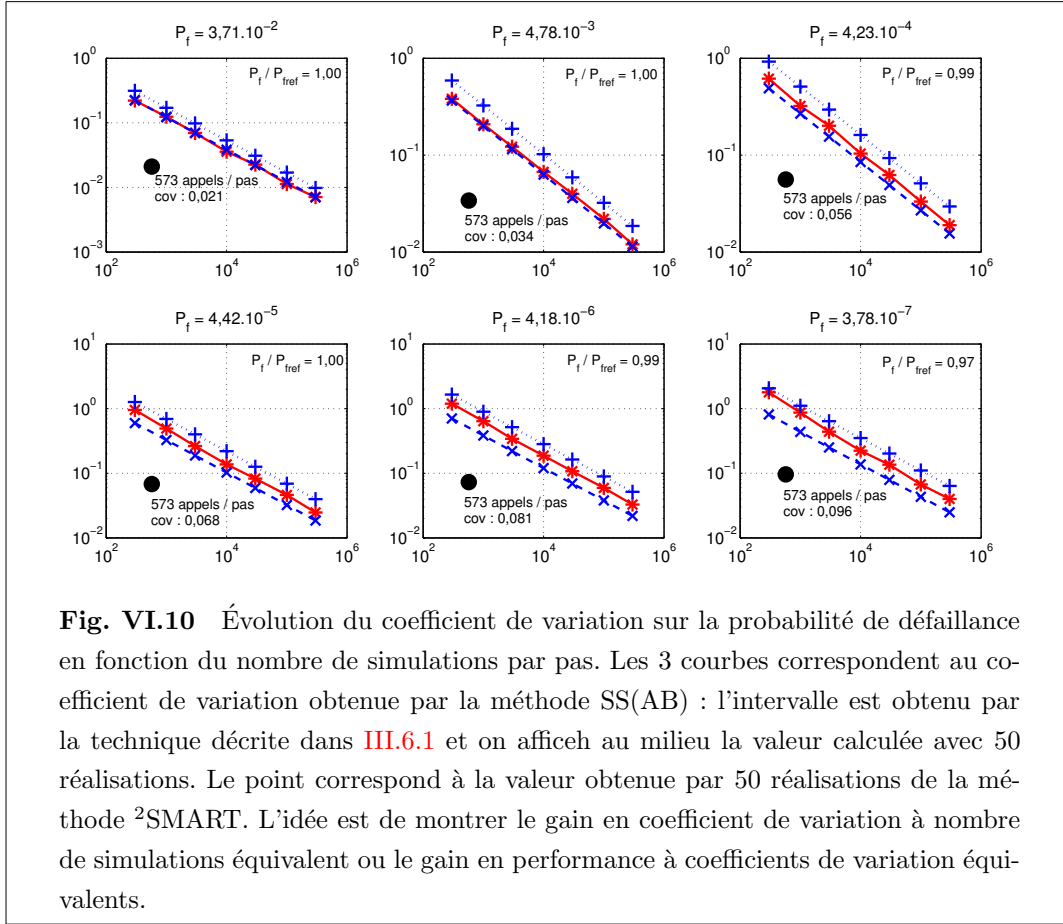 P_f = 3,71.10^−2
P_f = 4,78.10^−3
P_f = 4,23.10^−4
10^0
10^−1
10^−2
10^−3
P_f / P_fref = 1,00
573 appels / pas
cov : 0,021
10^2
10^4
10^6
10^0
10^−1
10^−2
P_f / P_fref = 1,00
573 appels / pas
cov : 0,034
10^2
10^4
10^6
10^0
10^−1
10^−2
P_f / P_fref = 0,99
573 appels / pas
cov : 0,056
10^2
10^4
10^6
P_f = 4,42.10^−5
P_f = 4,18.10^−6
P_f = 3,78.10^−7
10^1
10^0
10^−1
10^−2
P_f / P_fref = 1,00
573 appels / pas
cov : 0,068
10^2
10^4
10^6
10^1
10^0
10^−1
10^−2
P_f / P_fref = 0,99
573 appels / pas
cov : 0,081
10^2
10^4
10^6
10^1
10^0
10^−1
10^−2
P_f / P_fref = 0,97
573 appels / pas
cov : 0,096
10^2
10^4
10^6
Fig. VI.10 Évolution du coefficient de variation sur la probabilité de défaillance
en fonction du nombre de simulations par pas. Les 3 courbes correspondent au co-
efficient de variation obtenue par la méthode SS(AB) : l'intervalle est obtenu par
la technique décrite dans III.6.1 et on afficeh au milieu la valeur calculée avec 50
réalisations. Le point correspond à la valeur obtenue par 50 réalisations de la mé-
thode ²SMART. L'idée est de montrer le gain en coefficient de variation à nombre
de simulations équivalent ou le gain en performance à coefficients de variation équi-
valents.